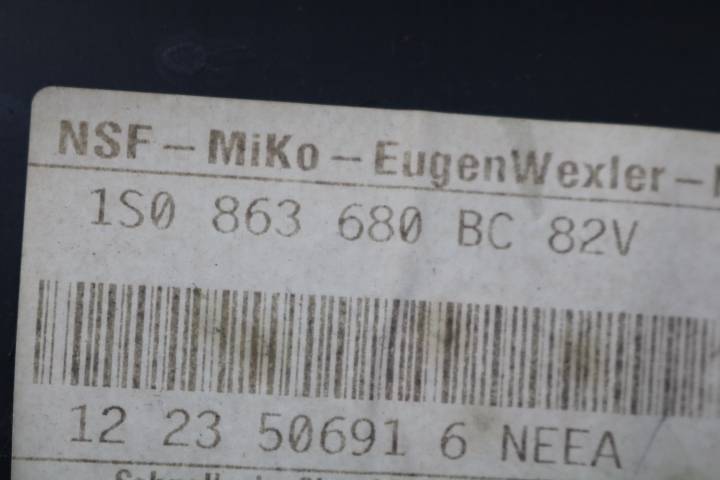 NSF – MiKo – EugenWexler –
1S0 863 680 BC 82V
12 23 50691 6 NEEA